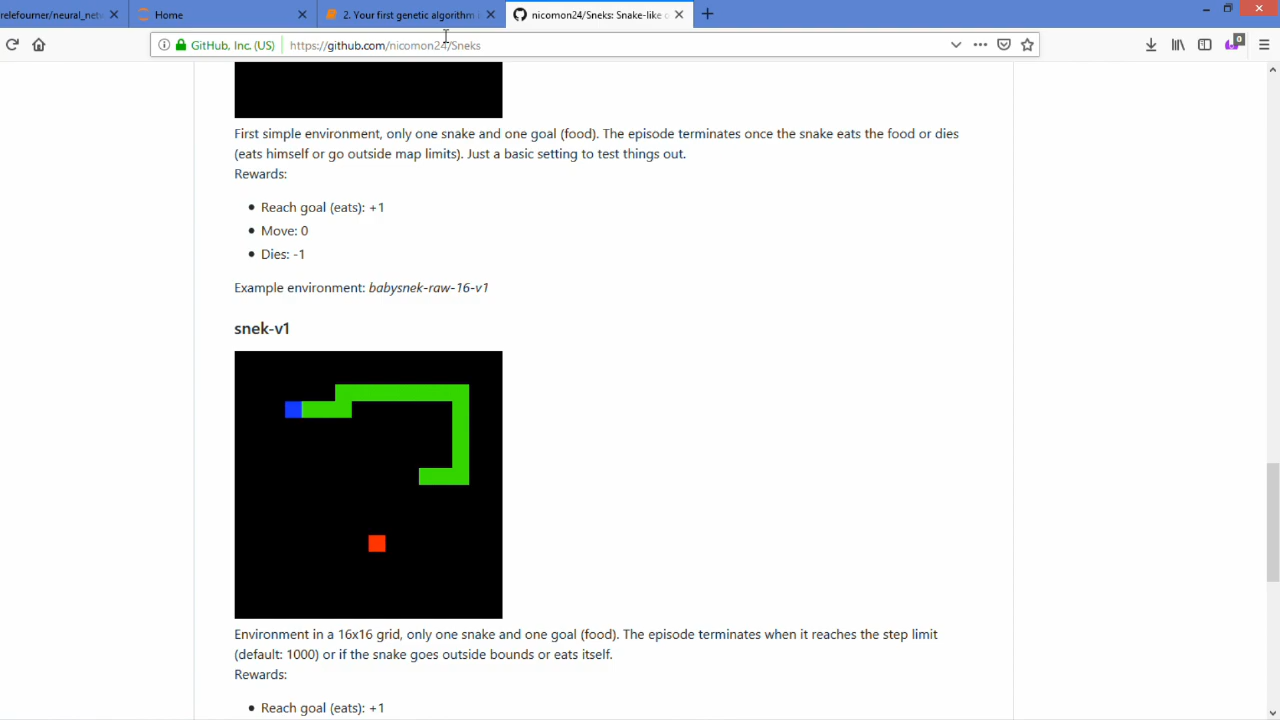 relefourner/neural_netw
Home
2. Your first genetic algorithm i
nicomon24/Sneks: Snake-like o
GitHub, Inc. (US)
https://github.com/nicomon24/Sneks
0
First simple environment, only one snake and one goal (food). The episode terminates once the snake eats the food or dies
(eats himself or go outside map limits). Just a basic setting to test things out.
Rewards:
Reach goal (eats): +1
Move: 0
Dies: -1
Example environment: babysnek-raw-16-v1
snek-v1
Environment in a 16x16 grid, only one snake and one goal (food). The episode terminates when it reaches the step limit
(default: 1000) or if the snake goes outside bounds or eats itself.
Rewards:
Reach goal (eats): +1